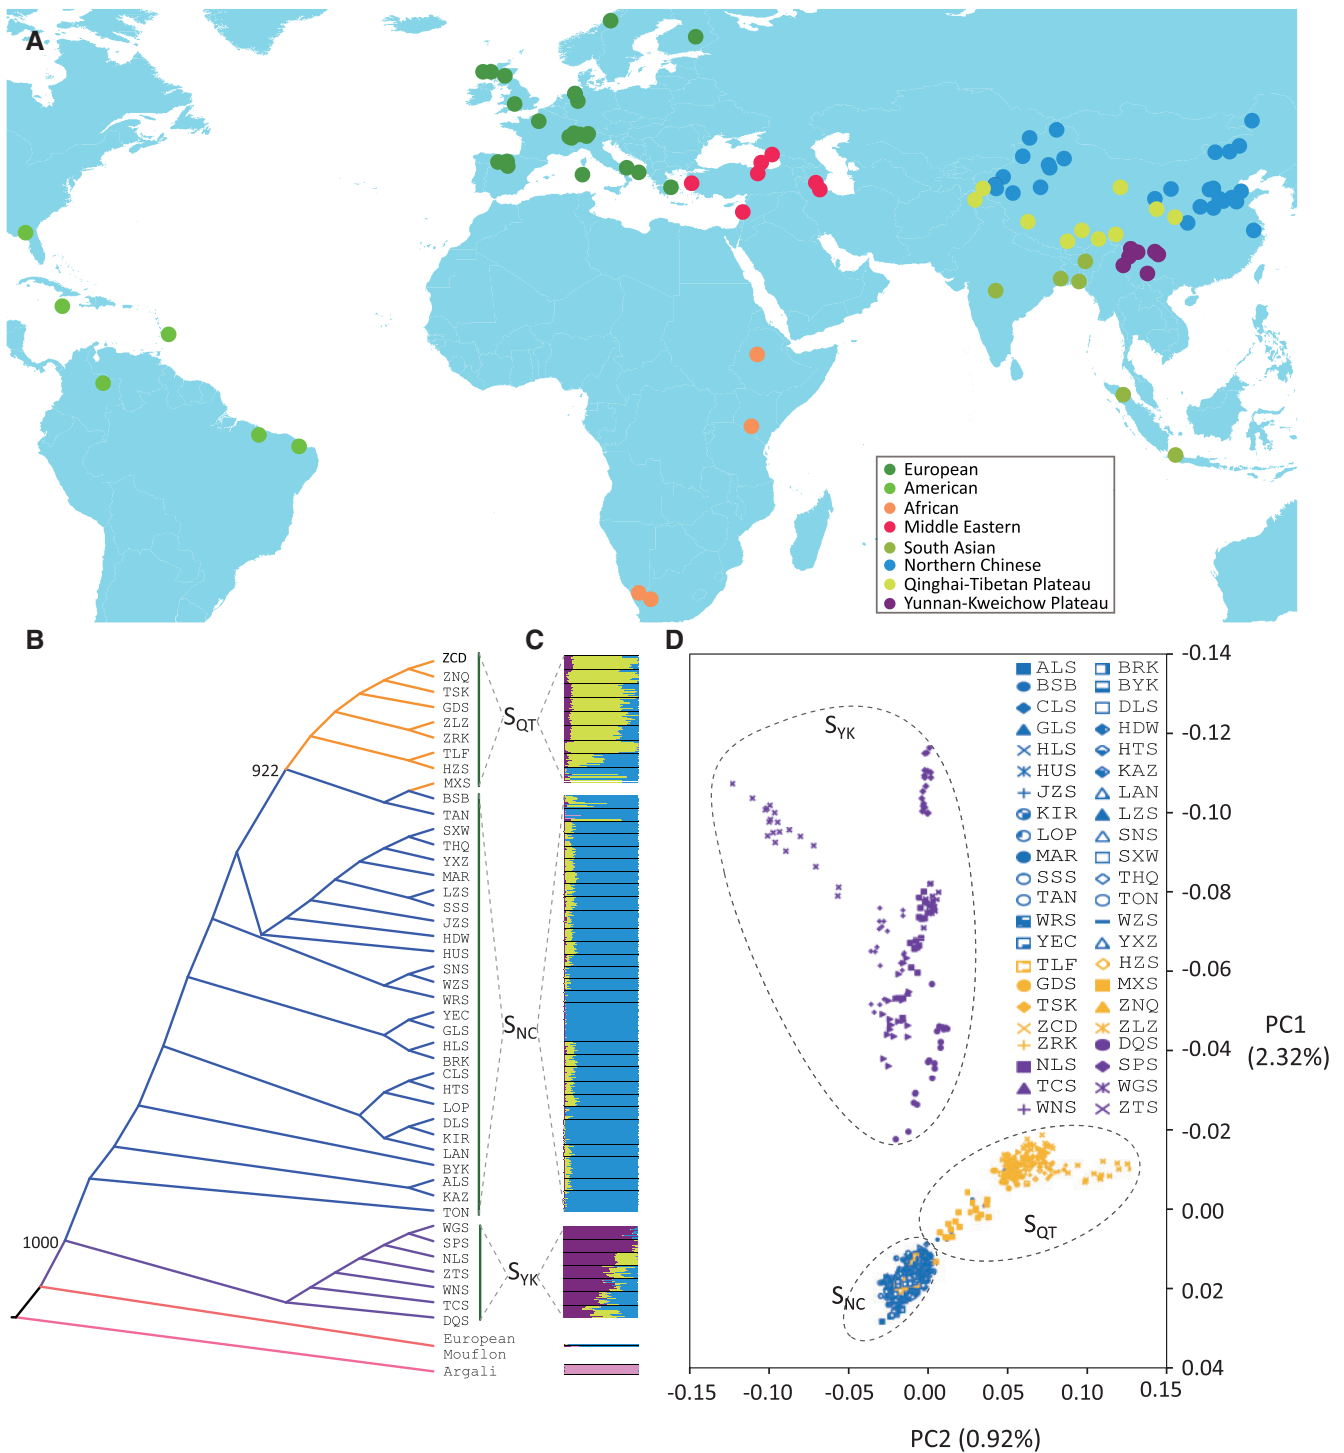 A
European
American
African
Middle Eastern
South Asian
Northern Chinese
Qinghai-Tibetan Plateau
Yunnan-Kweichow Plateau
B
ZCD
ZNQ
TSK
GDS
ZLZ
ZRK
TLF
HZS
MXS
BSB
TAN
SXW
THQ
YXZ
MAR
LZS
SSS
JZS
HDW
HUS
SNS
WZS
WRS
YEC
GLS
HLS
BRK
CLS
HTS
LOP
DLS
KIR
LAN
BYK
ALS
KAZ
TON
WGS
SPS
NLS
ZTS
WNS
TCS
DQS
European
Mouflon
Argali
922
1000
C
SQT
SNC
SYK
D
SYK
SQT
SNC
ALS BRK
BSB BYK
CLS DLS
GLS HDW
HLS HTS
HUS KAZ
JZS LAN
KIR LZS
LOP SNS
MAR SXW
SSS THQ
TAN TON
WRS WZS
YEC YXZ
TLF HZS
GDS MXS
TSK ZNQ
ZCD ZLZ
ZRK DQS
NLS SPS
TCS WGS
WNS ZTS
-0.14
-0.12
-0.10
-0.08
-0.06
-0.04
-0.02
0.00
0.02
0.04
PC1
(2.32%)
-0.15 -0.10 -0.05 0.00 0.05 0.10 0.15
PC2 (0.92%)